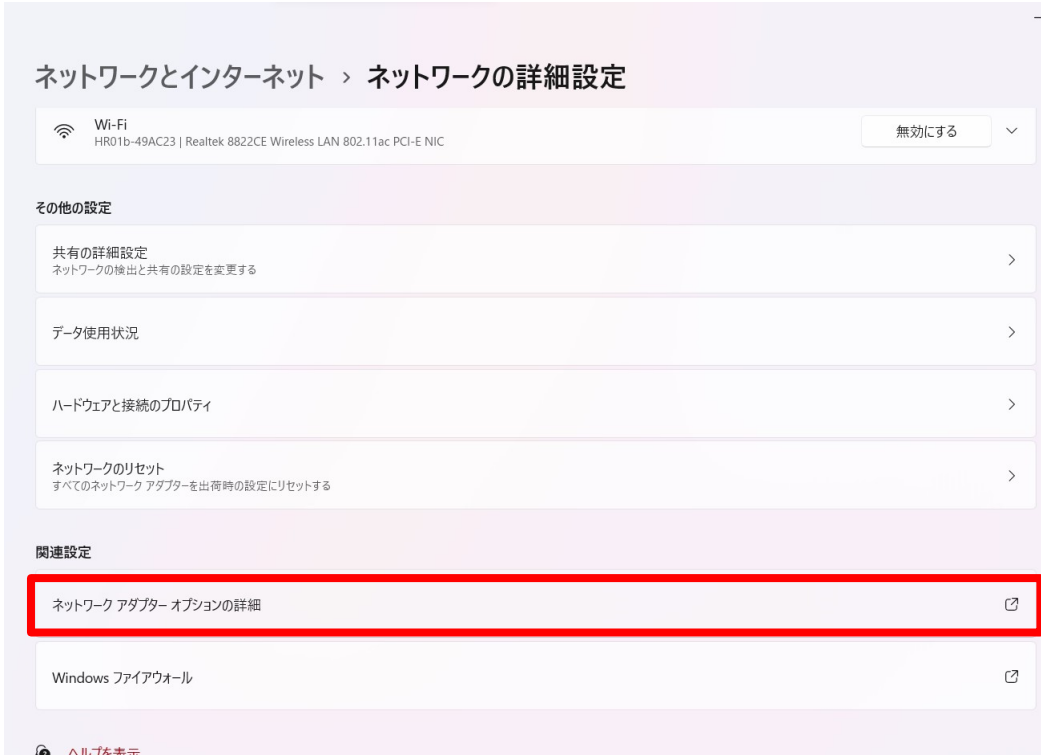 ネットワークとインターネット › ネットワークの詳細設定
Wi-Fi
HR01b-49AC23 | Realtek 8822CE Wireless LAN 802.11ac PCI-E NIC
無効にする
その他の設定
共有の詳細設定
ネットワークの検出と共有の設定を変更する
データ使用状況
ハードウェアと接続のプロパティ
ネットワークのリセット
すべてのネットワーク アダプターを出荷時の設定にリセットする
関連設定
ネットワーク アダプター オプションの詳細
Windows ファイアウォール
ヘルプを表示